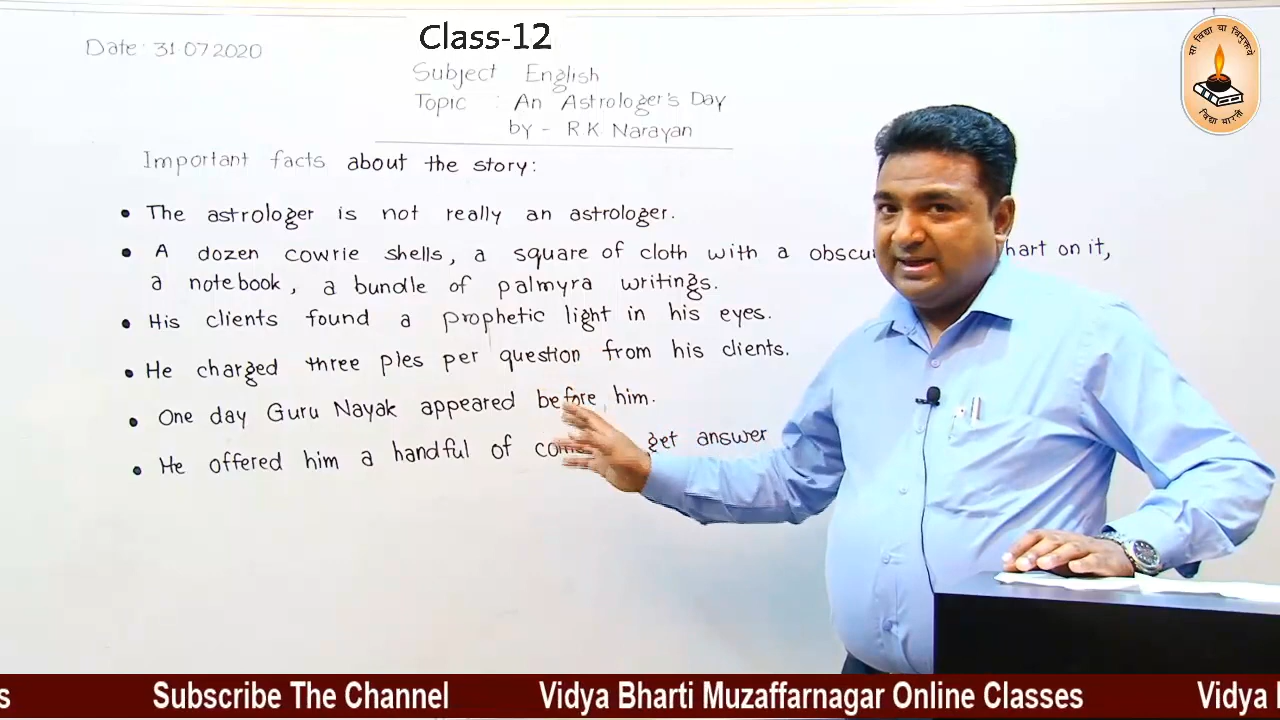 Date: 31 07 2020
Class-12
Subject English
Topic : An Astrologer's Day
by - R K Narayan
Important facts about the story:
• The astrologer is not really an astrologer.
• A dozen cowrie shells, a square of cloth with a on it,
a notebook, a bundle of palmyra writings.
• His clients found a prophetic light in his eyes.
• He charged three pies per question from his clients.
• One day Guru Nayak appeared before him.
• He offered him a handful of get answer
सा विद्या या विमुक्तये
विद्या भारती
Subscribe The Channel Vidya Bharti Muzaffarnagar Online Classes